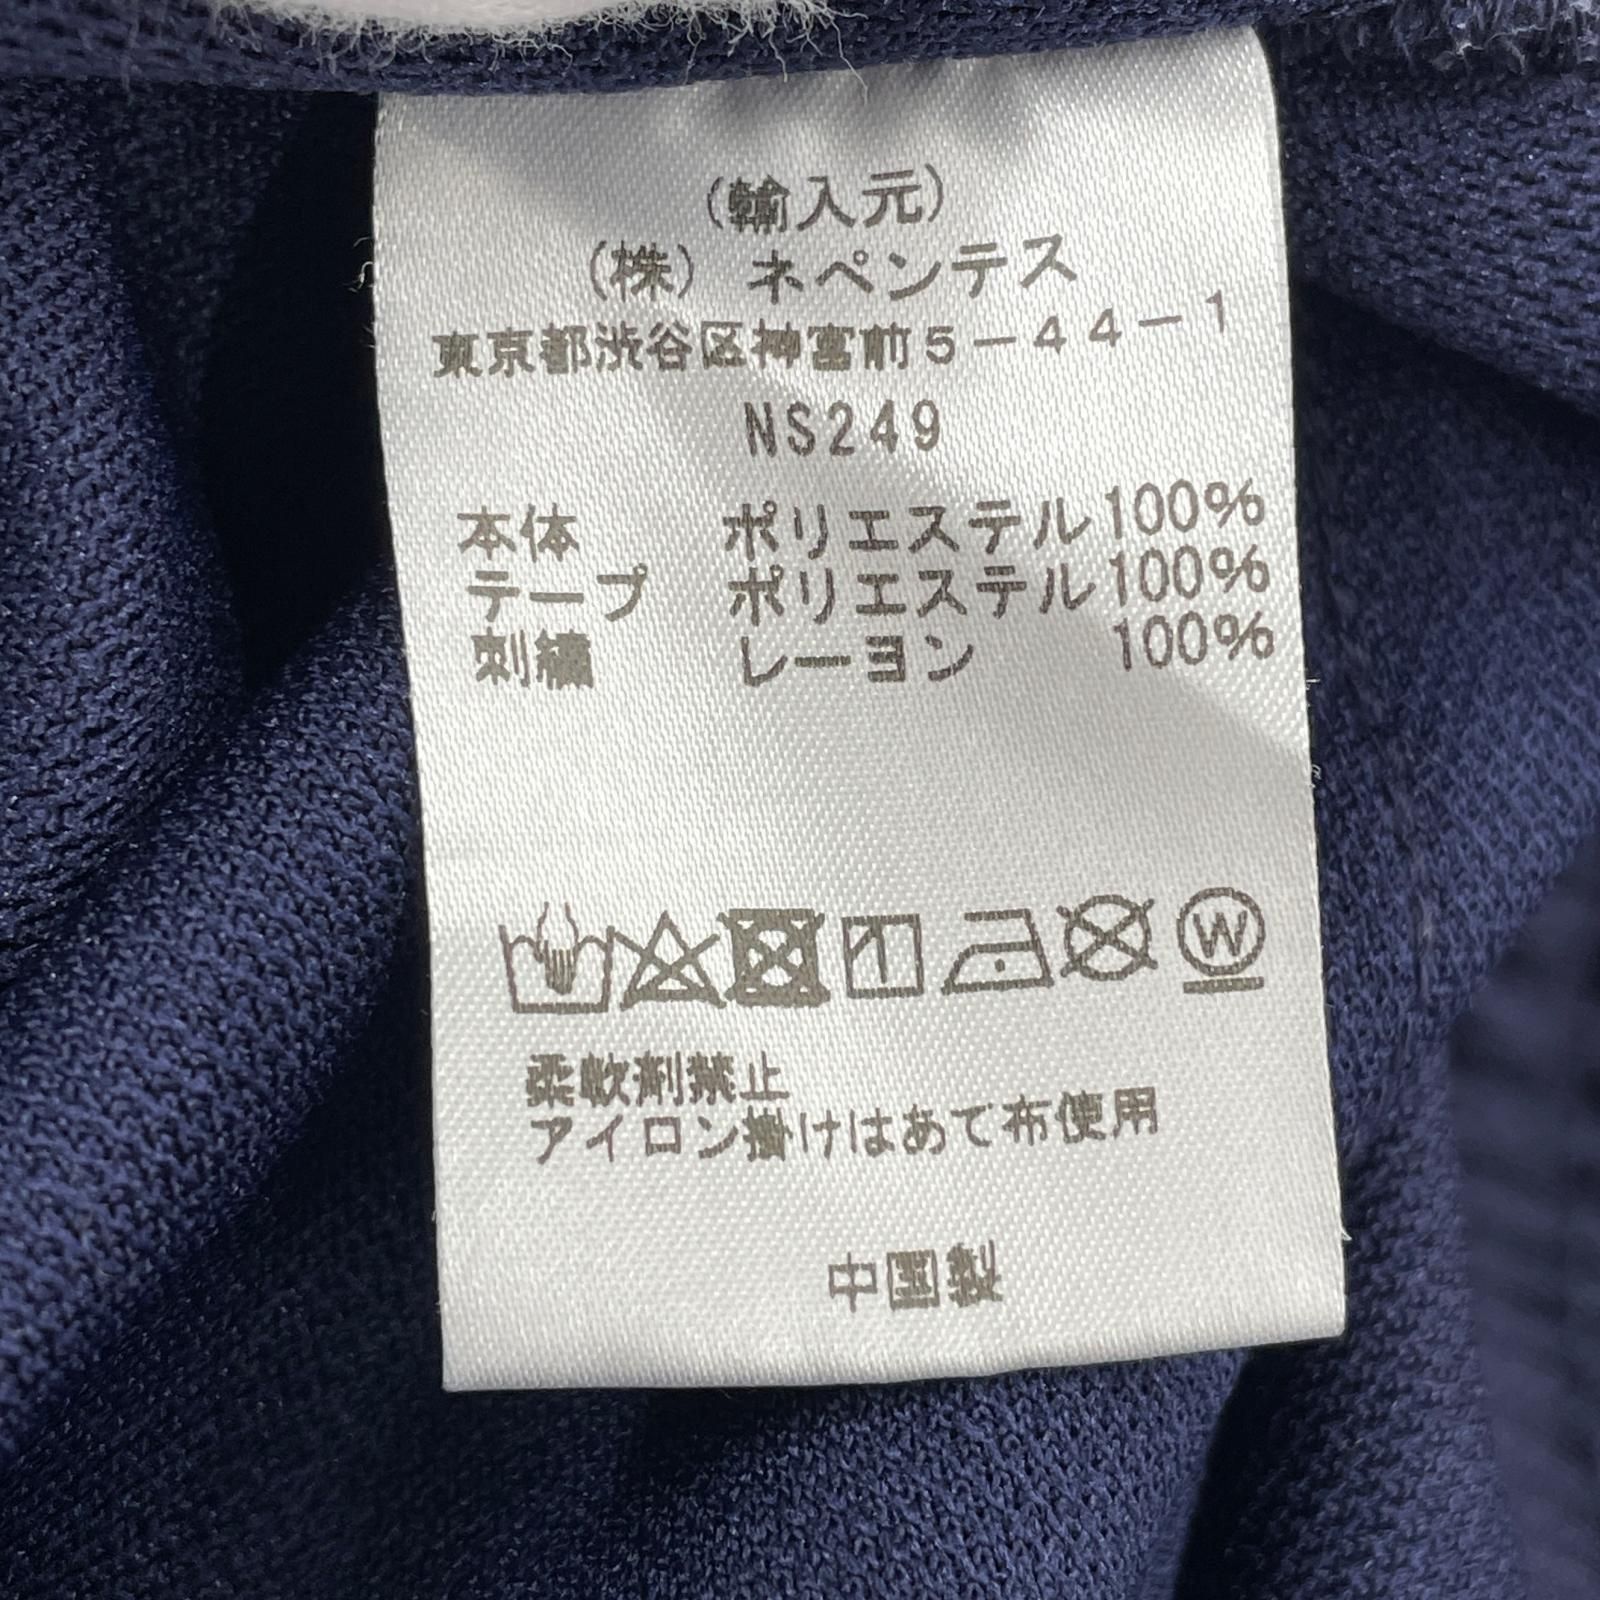 (輸入元)
(株) ネペンテス
東京都渋谷区神宮前5-44-1
NS249
本体 ポリエステル100%
テープ ポリエステル100%
刺繍 レーヨン 100%
W
柔軟剤禁止
アイロン掛けはあて布使用
中国製